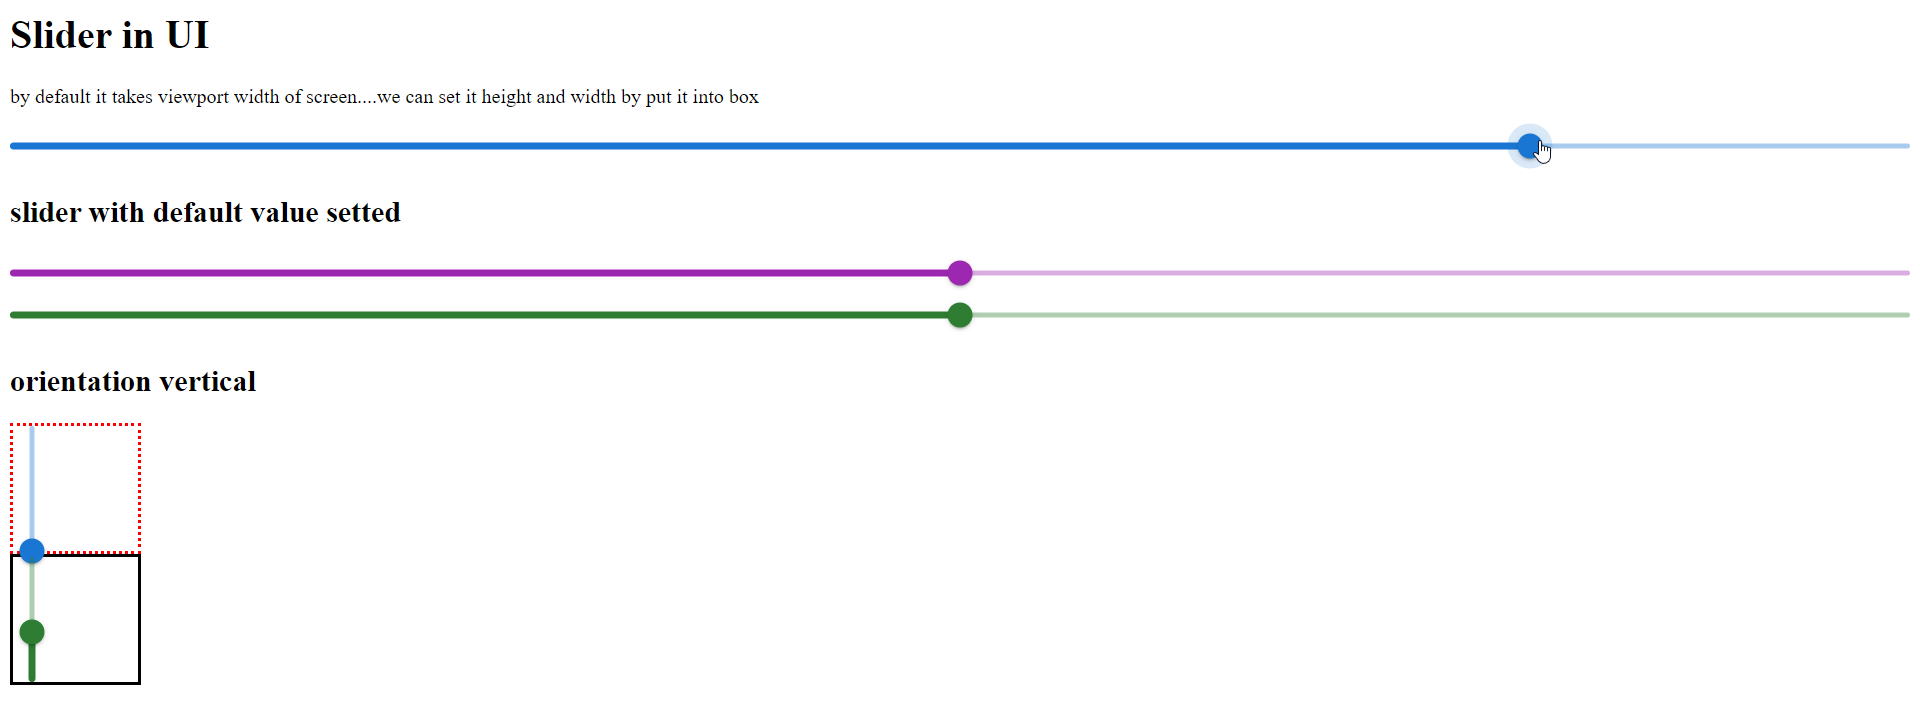 Slider in UI
by default it takes viewport width of screen....we can set it height and width by put it into box
slider with default value setted
orientation vertical